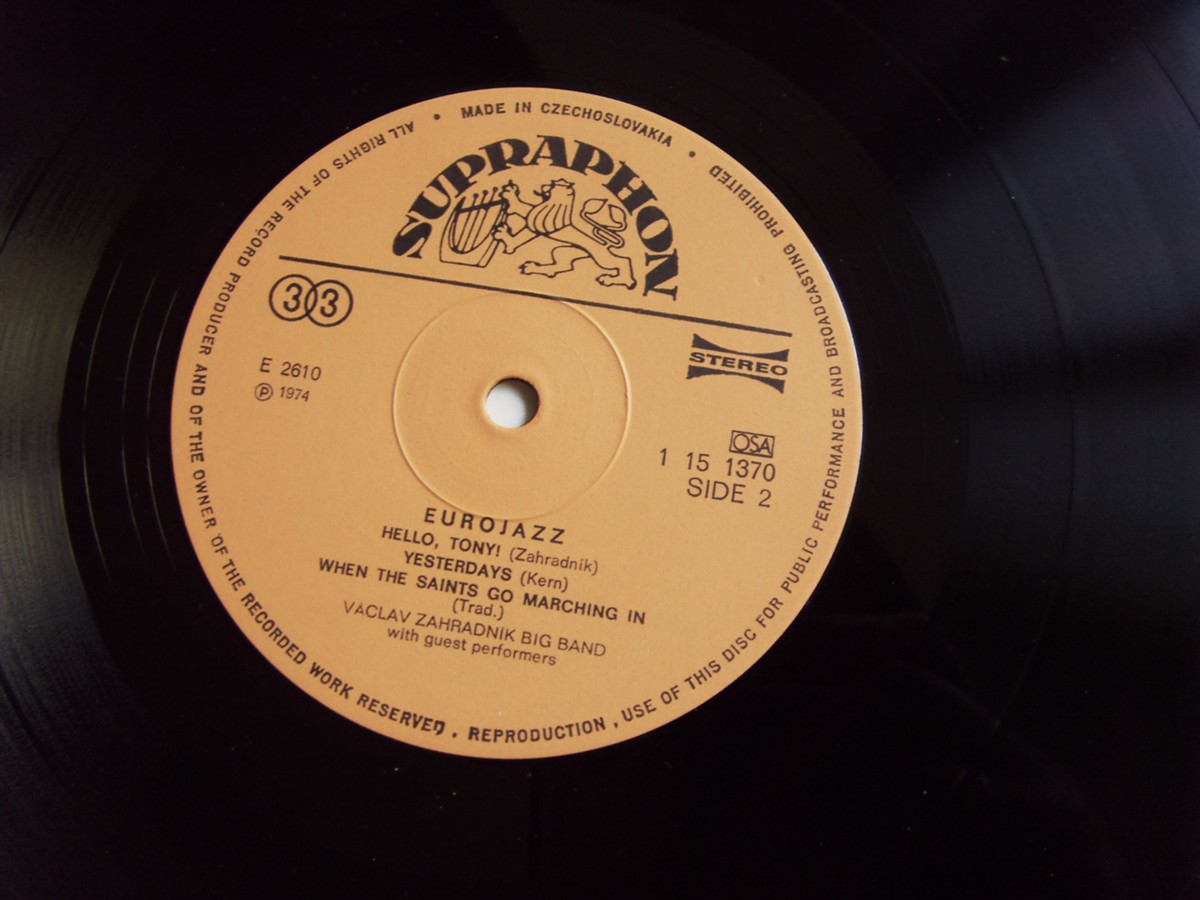 MADE IN CZECHOSLOVAKIA
SUPRAPHON
33
STEREO
E 2610
Ⓟ 1974
OSA
1 15 1370
SIDE 2
EUROJAZZ
HELLO, TONY! (Zahradník)
YESTERDAYS (Kern)
WHEN THE SAINTS GO MARCHING IN
(Trad.)
VÁCLAV ZAHRADNÍK BIG BAND
with guest performers
ALL RIGHTS OF THE RECORD PRODUCER AND OF THE OWNER OF THE RECORDED WORK RESERVED . REPRODUCTION , USE OF THIS DISC FOR PUBLIC PERFORMANCE AND BROADCASTING PROHIBITED